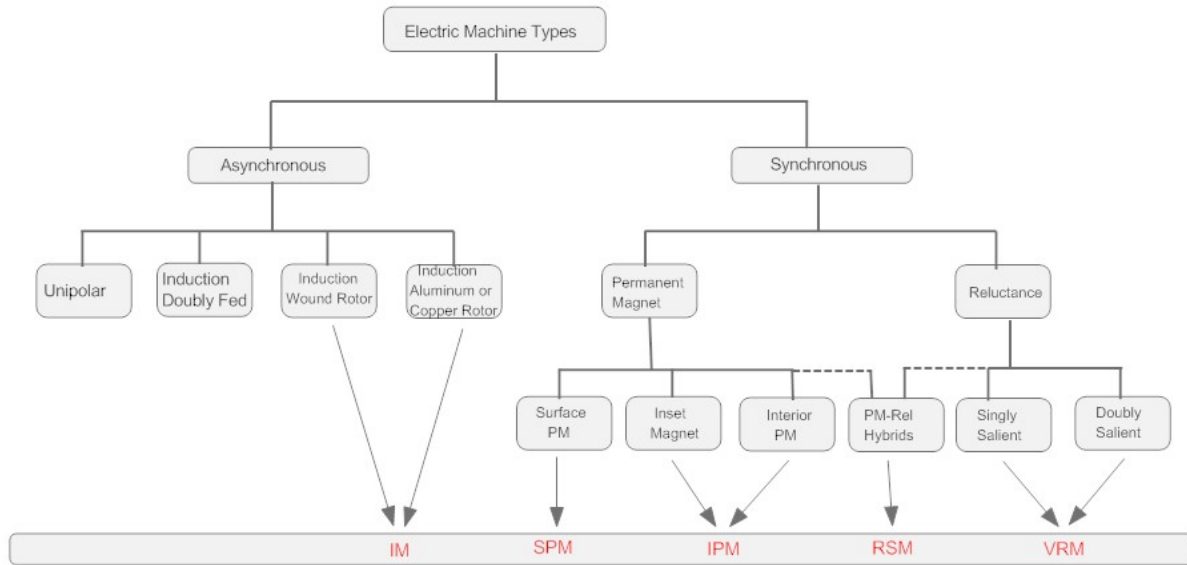 Electric Machine Types
Asynchronous
Synchronous
Unipolar
Induction
Doubly Fed
Induction
Wound Rotor
Induction
Aluminum or
Copper Rotor
Permanent
Magnet
Reluctance
Surface
PM
Inset
Magnet
Interior
PM
PM-Rel
Hybrids
Singly
Salient
Doubly
Salient
IM
SPM
IPM
RSM
VRM